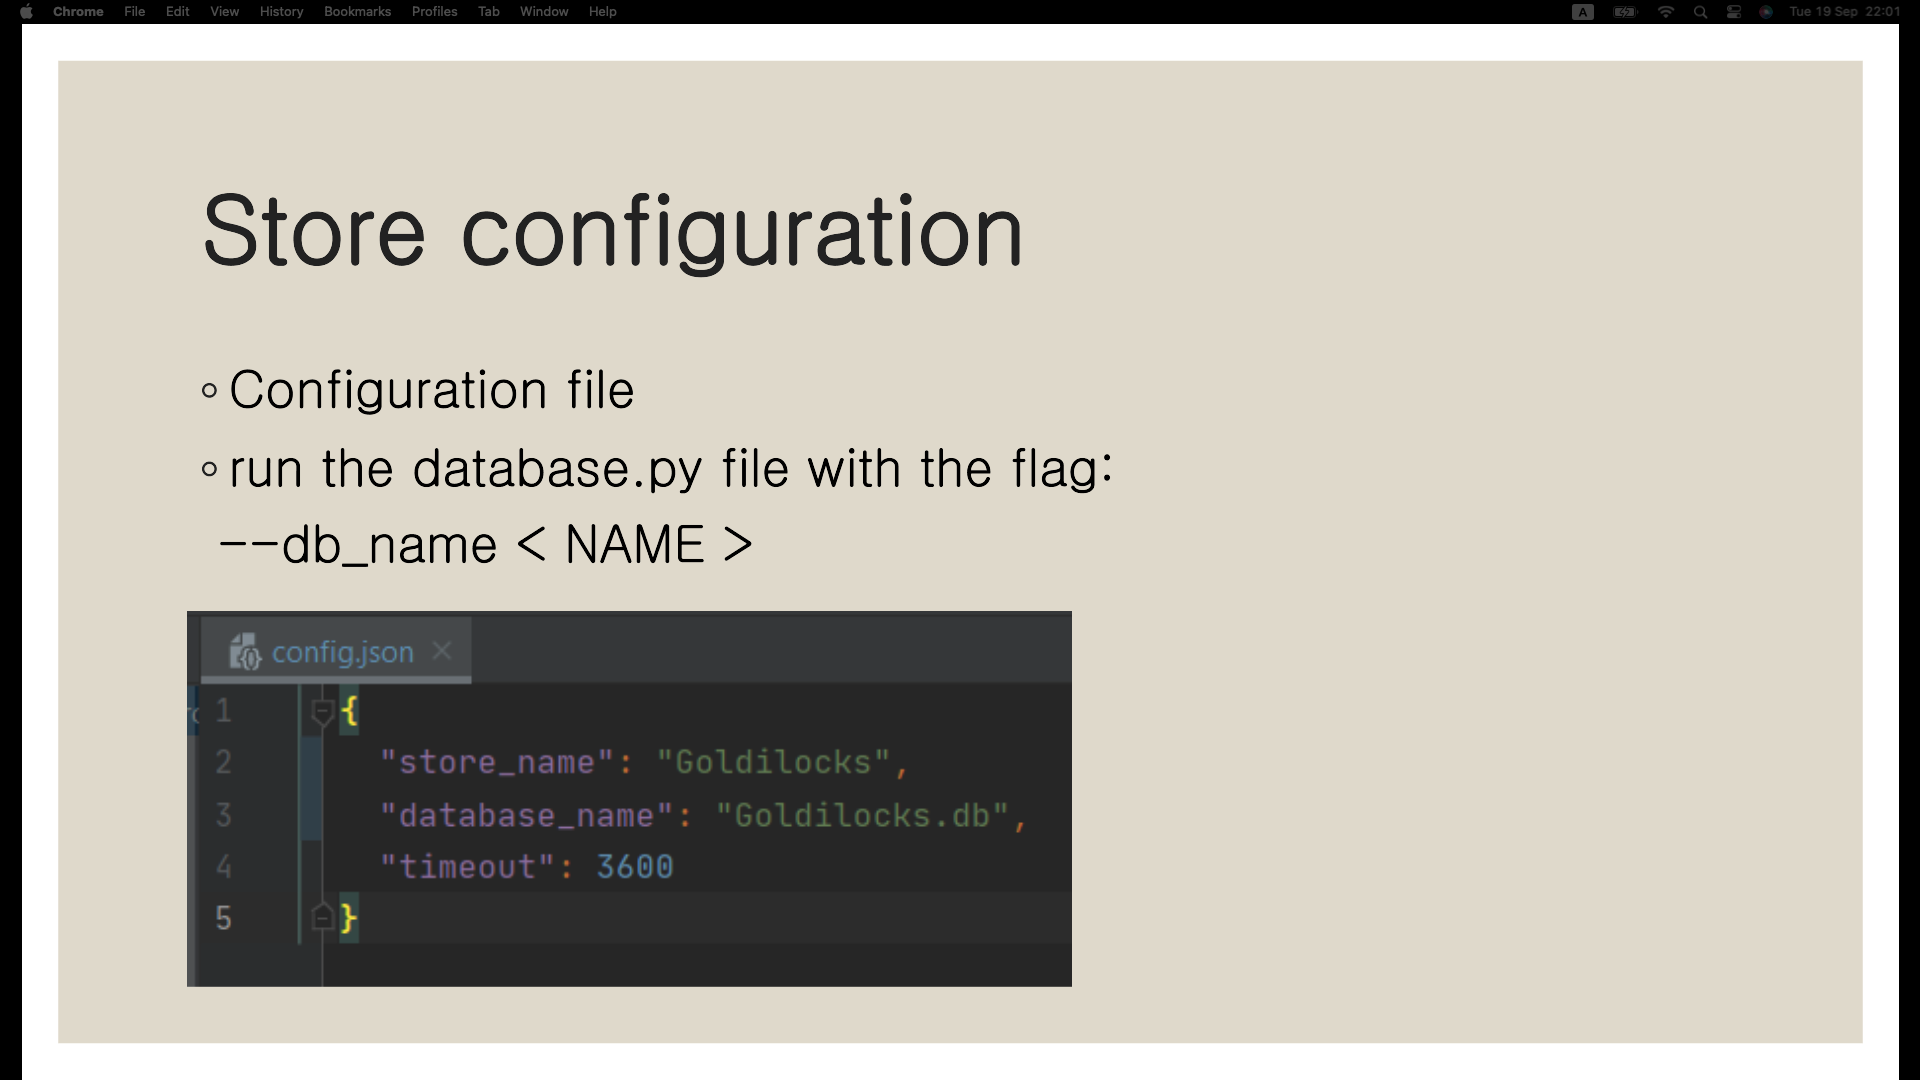 Chrome File Edit View History Bookmarks Profiles Tab Window Help A Tue 19 Sep 22:01
Store configuration
◦ Configuration file
◦ run the database.py file with the flag:
--db_name < NAME >
config.json ×
1 {
2 "store_name": "Goldilocks",
3 "database_name": "Goldilocks.db",
4 "timeout": 3600
5 }